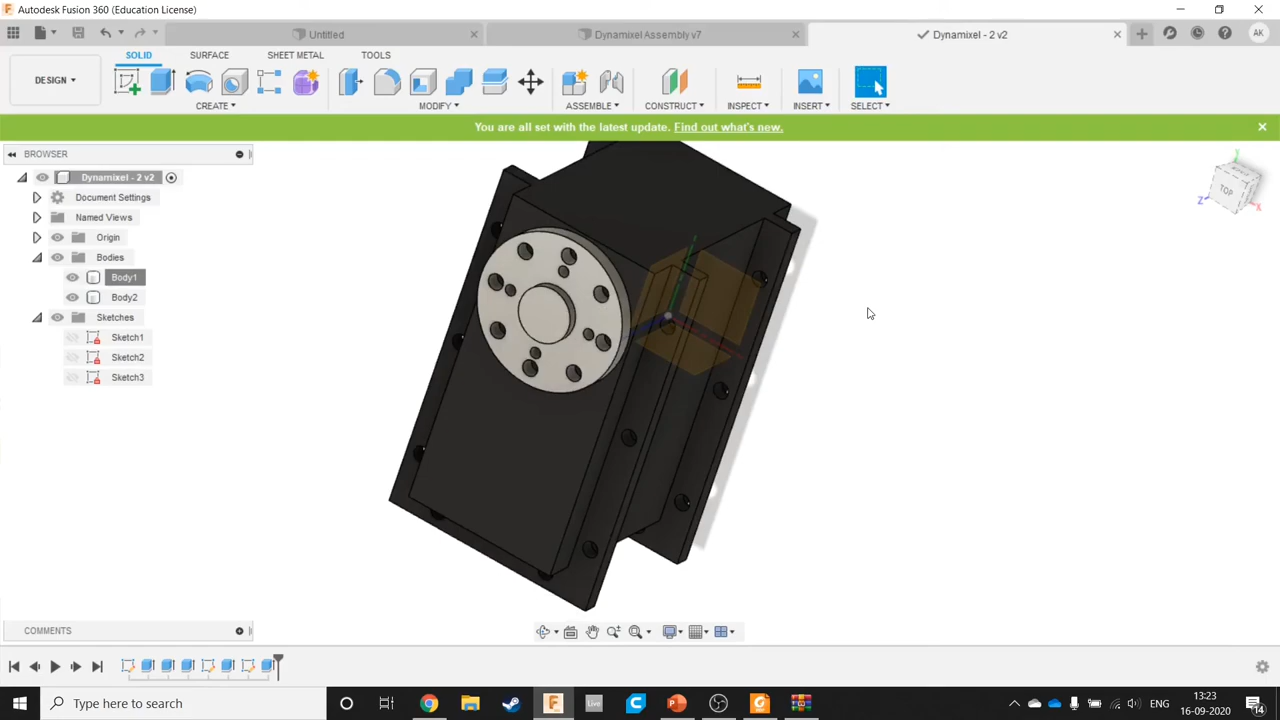 Autodesk Fusion 360 (Education License)
Untitled
Dynamixel Assembly v7
Dynamixel - 2 v2
AK
DESIGN
SOLID
SURFACE
SHEET METAL
TOOLS
CREATE
MODIFY
ASSEMBLE
CONSTRUCT
INSPECT
INSERT
SELECT
You are all set with the latest update. Find out what's new.
BROWSER
Dynamixel - 2 v2
Document Settings
Named Views
Origin
Bodies
Body1
Body2
Sketches
Sketch1
Sketch2
Sketch3
TOP
Y
Z
X
COMMENTS
Type here to search
Live
ENG
13:23
16-09-2020
14